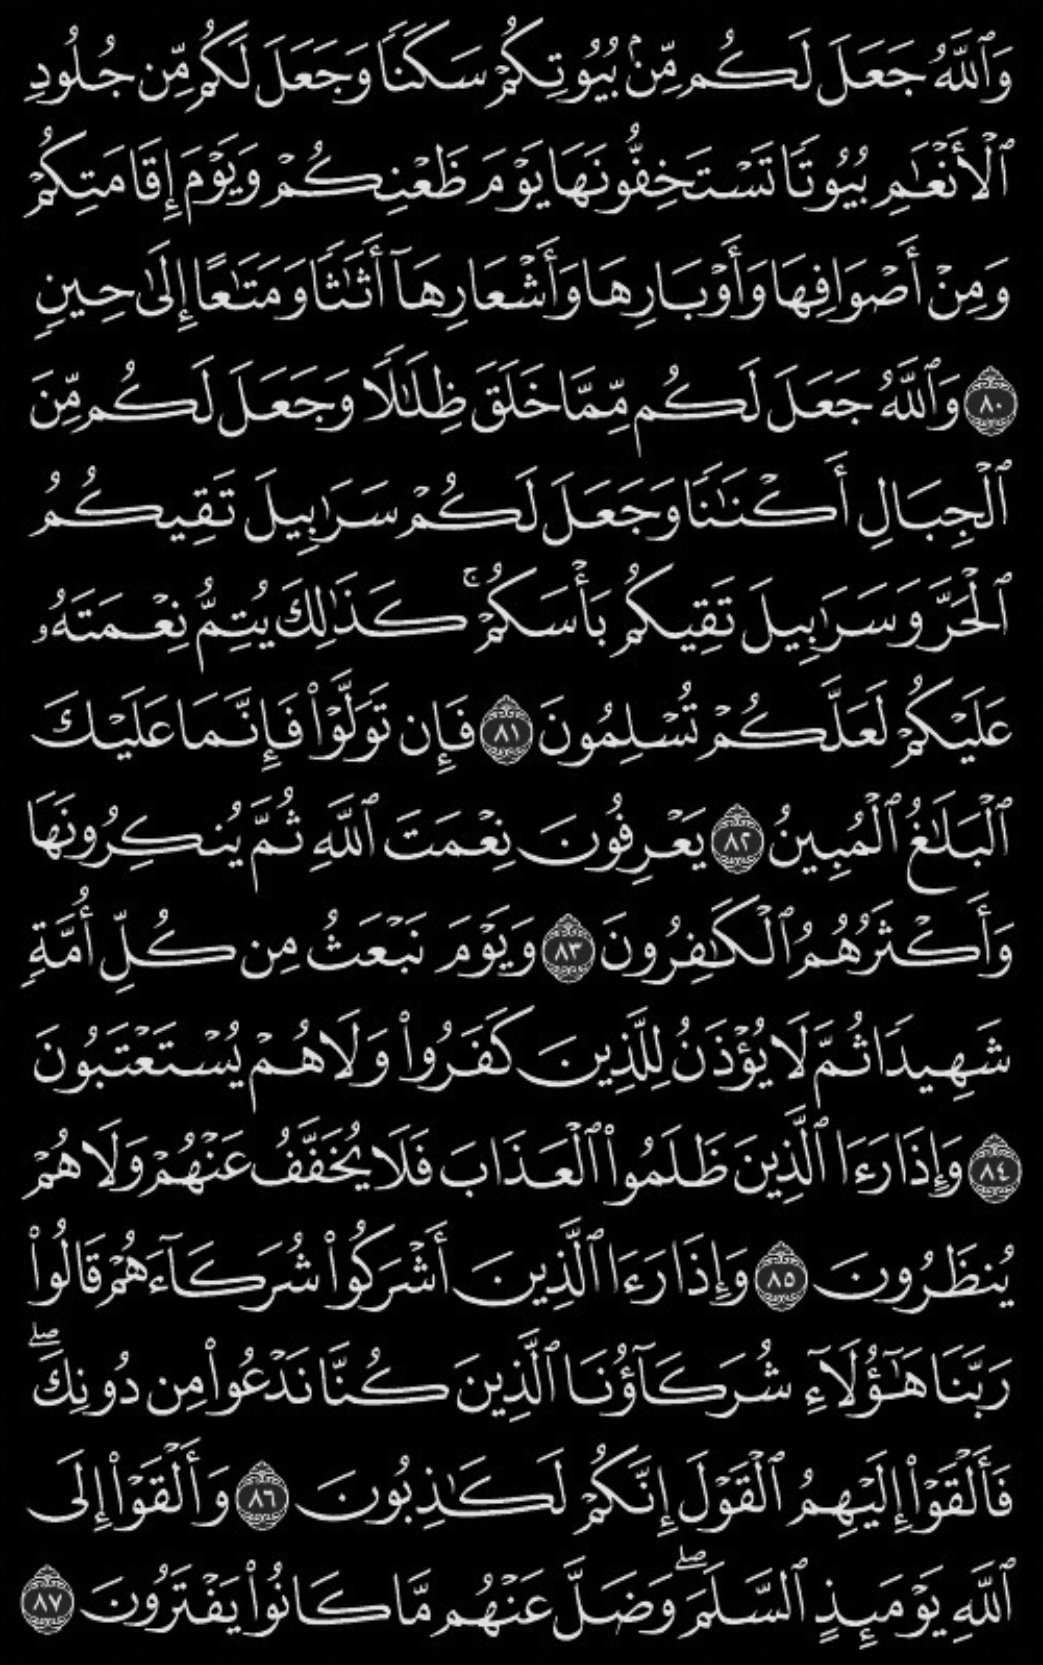 وَٱللَّهُ جَعَلَ لَكُم مِّنۢ بُيُوتِكُمۡ سَكَنٗا وَجَعَلَ لَكُم مِّن جُلُودِ
ٱلۡأَنۡعَٰمِ بُيُوتٗا تَسۡتَخِفُّونَهَا يَوۡمَ ظَعۡنِكُمۡ وَيَوۡمَ إِقَامَتِكُمۡ
وَمِنۡ أَصۡوَافِهَا وَأَوۡبَارِهَا وَأَشۡعَارِهَآ أَثَٰثٗا وَمَتَٰعًا إِلَىٰ حِينٖ
٨٠ وَٱللَّهُ جَعَلَ لَكُم مِّمَّا خَلَقَ ظِلَٰلٗا وَجَعَلَ لَكُم مِّنَ
ٱلۡجِبَالِ أَكۡنَٰنٗا وَجَعَلَ لَكُمۡ سَرَٰبِيلَ تَقِيكُمُ
ٱلۡحَرَّ وَسَرَٰبِيلَ تَقِيكُم بَأۡسَكُمۡۚ كَذَٰلِكَ يُتِمُّ نِعۡمَتَهُۥ
عَلَيۡكُمۡ لَعَلَّكُمۡ تُسۡلِمُونَ ٨١ فَإِن تَوَلَّوۡاْ فَإِنَّمَا عَلَيۡكَ
ٱلۡبَلَٰغُ ٱلۡمُبِينُ ٨٢ يَعۡرِفُونَ نِعۡمَتَ ٱللَّهِ ثُمَّ يُنكِرُونَهَا
وَأَكۡثَرُهُمُ ٱلۡكَٰفِرُونَ ٨٣ وَيَوۡمَ نَبۡعَثُ مِن كُلِّ أُمَّةٖ
شَهِيدٗا ثُمَّ لَا يُؤۡذَنُ لِلَّذِينَ كَفَرُواْ وَلَا هُمۡ يُسۡتَعۡتَبُونَ
٨٤ وَإِذَا رَءَا ٱلَّذِينَ ظَلَمُواْ ٱلۡعَذَابَ فَلَا يُخَفَّفُ عَنۡهُمۡ وَلَا هُمۡ
يُنظَرُونَ ٨٥ وَإِذَا رَءَا ٱلَّذِينَ أَشۡرَكُواْ شُرَكَآءَهُمۡ قَالُواْ
رَبَّنَا هَٰٓؤُلَآءِ شُرَكَآؤُنَا ٱلَّذِينَ كُنَّا نَدۡعُواْ مِن دُونِكَۖ
فَأَلۡقَوۡاْ إِلَيۡهِمُ ٱلۡقَوۡلَ إِنَّكُمۡ لَكَٰذِبُونَ ٨٦ وَأَلۡقَوۡاْ إِلَى
ٱللَّهِ يَوۡمَئِذٍ ٱلسَّلَمَۖ وَضَلَّ عَنۡهُم مَّا كَانُواْ يَفۡتَرُونَ ٨٧